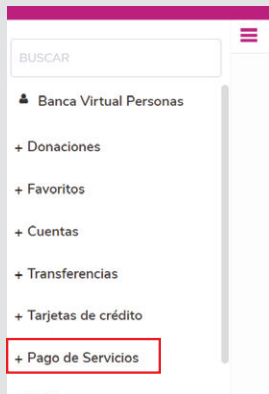 BUSCAR
Banca Virtual Personas
+ Donaciones
+ Favoritos
+ Cuentas
+ Transferencias
+ Tarjetas de crédito
+ Pago de Servicios